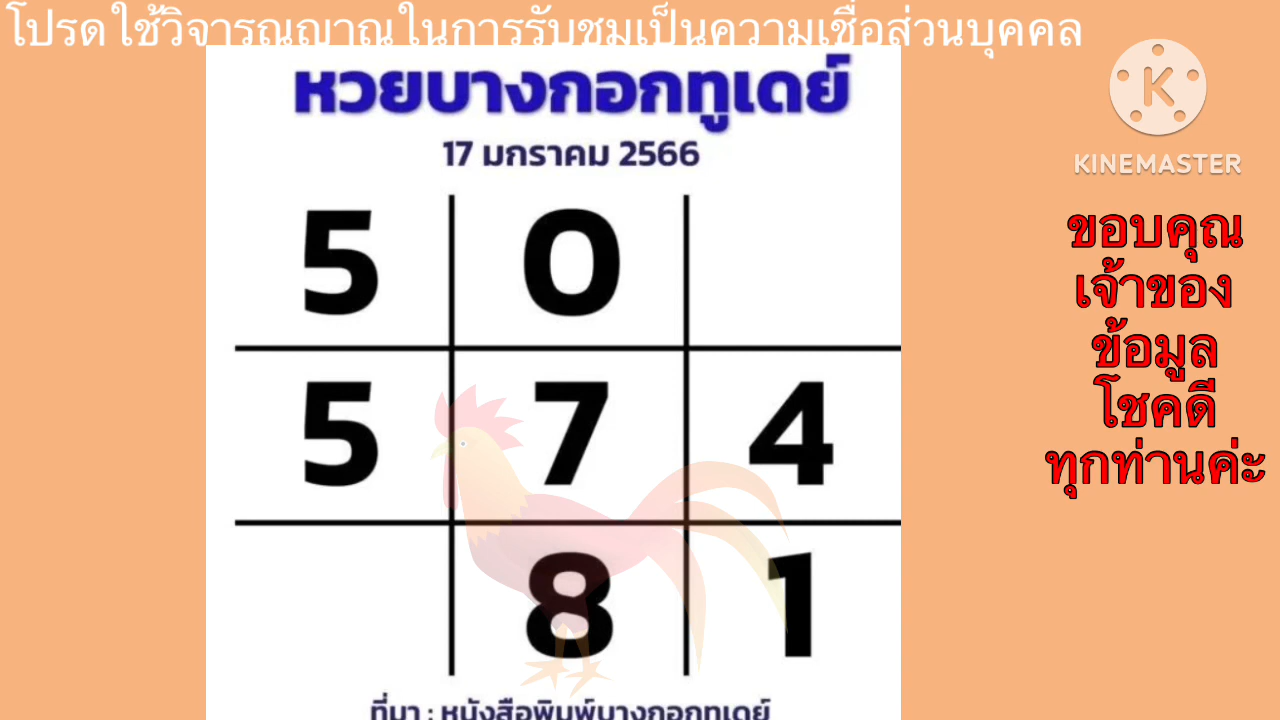 โปรดใช้วิจารณญาณในการรับชมเป็นความเชื่อส่วนบุคคล
หวยบางกอกทูเดย์
17 มกราคม 2566
5 0
5 7 4
8 1
ที่มา : หนังสือพิมพ์บางกอกทูเดย์
K
KINEMASTER
ขอบคุณ
เจ้าของ
ข้อมูล
โชคดี
ทุกท่านค่ะ